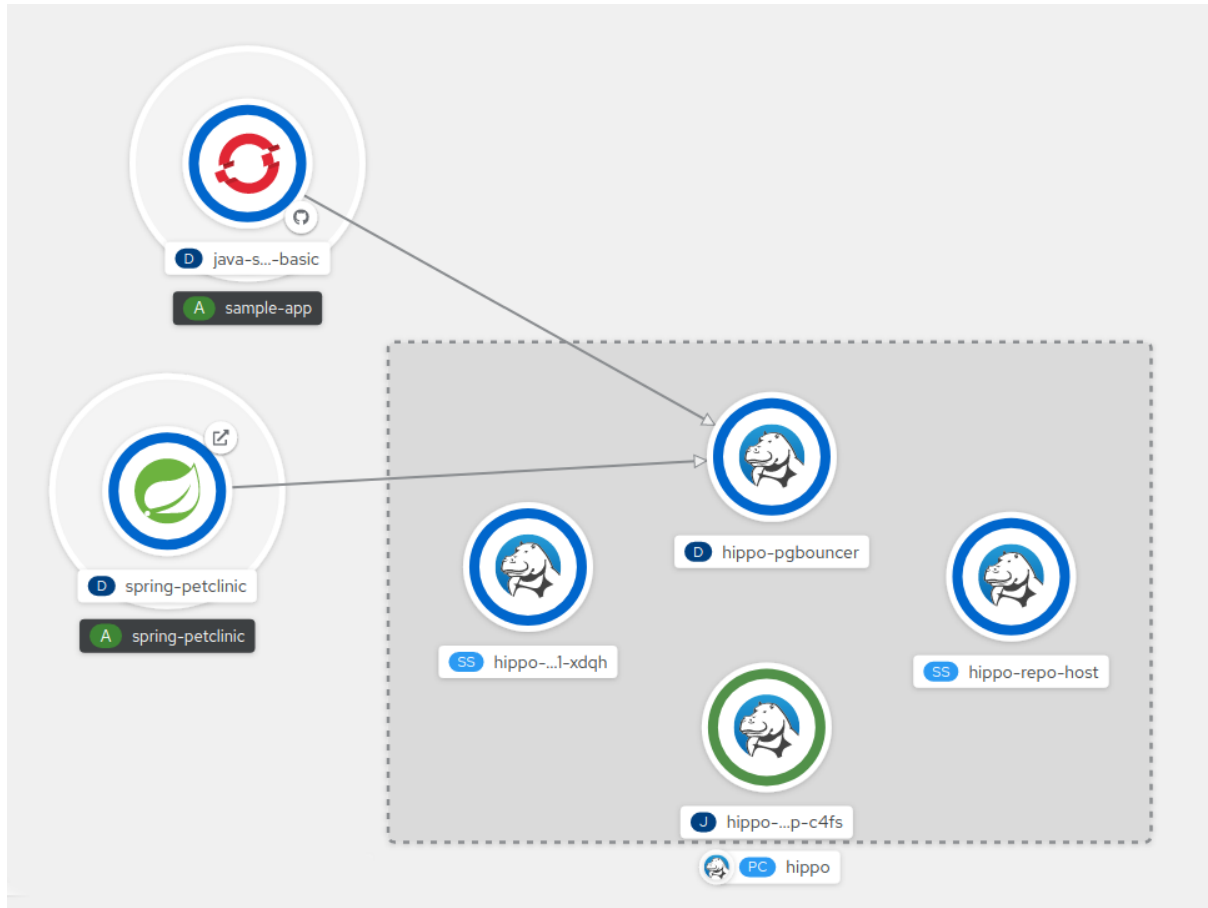 D java-s...-basic
A sample-app
D spring-petclinic
A spring-petclinic
D hippo-pgbouncer
SS hippo-...1-xdqh
SS hippo-repo-host
J hippo-...p-c4fs
PC hippo